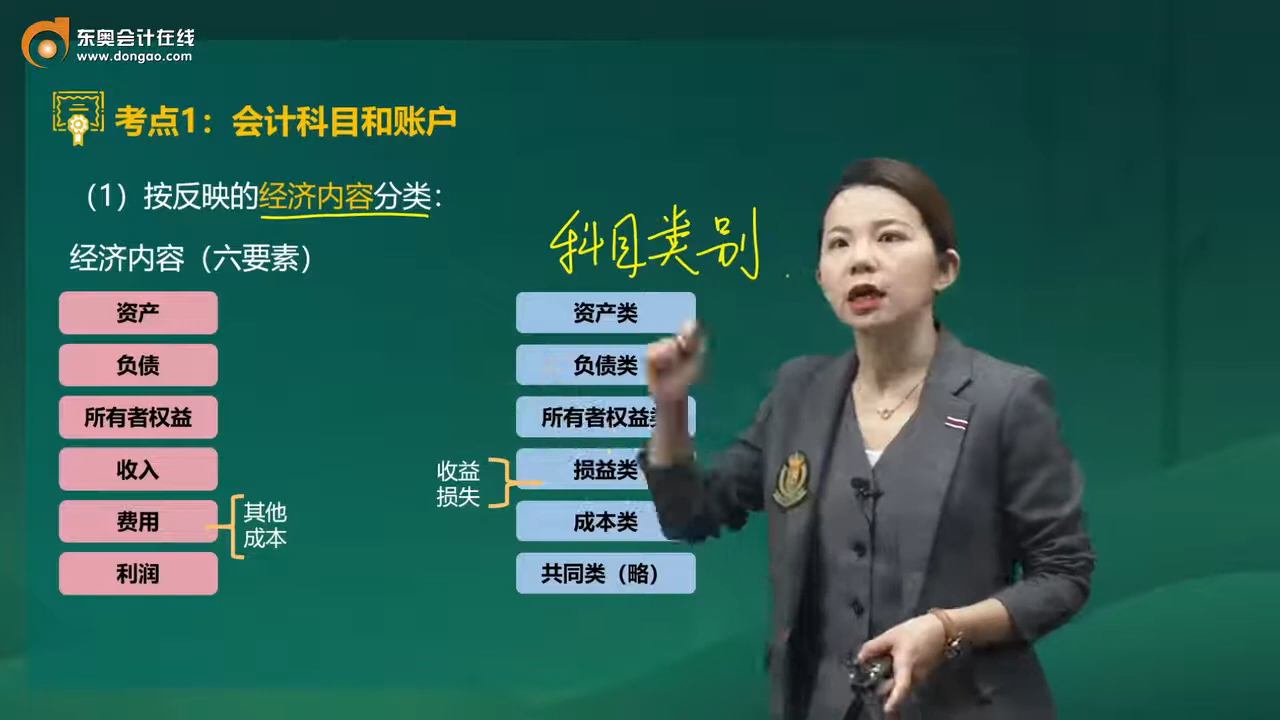 东奥会计在线
www.dongao.com
考点1：会计科目和账户
（1）按反映的经济内容分类：
经济内容（六要素）
科目类别
资产
负债
所有者权益
收入
费用
利润
其他
成本
收益
损失
资产类
负债类
所有者权益类
损益类
成本类
共同类（略）